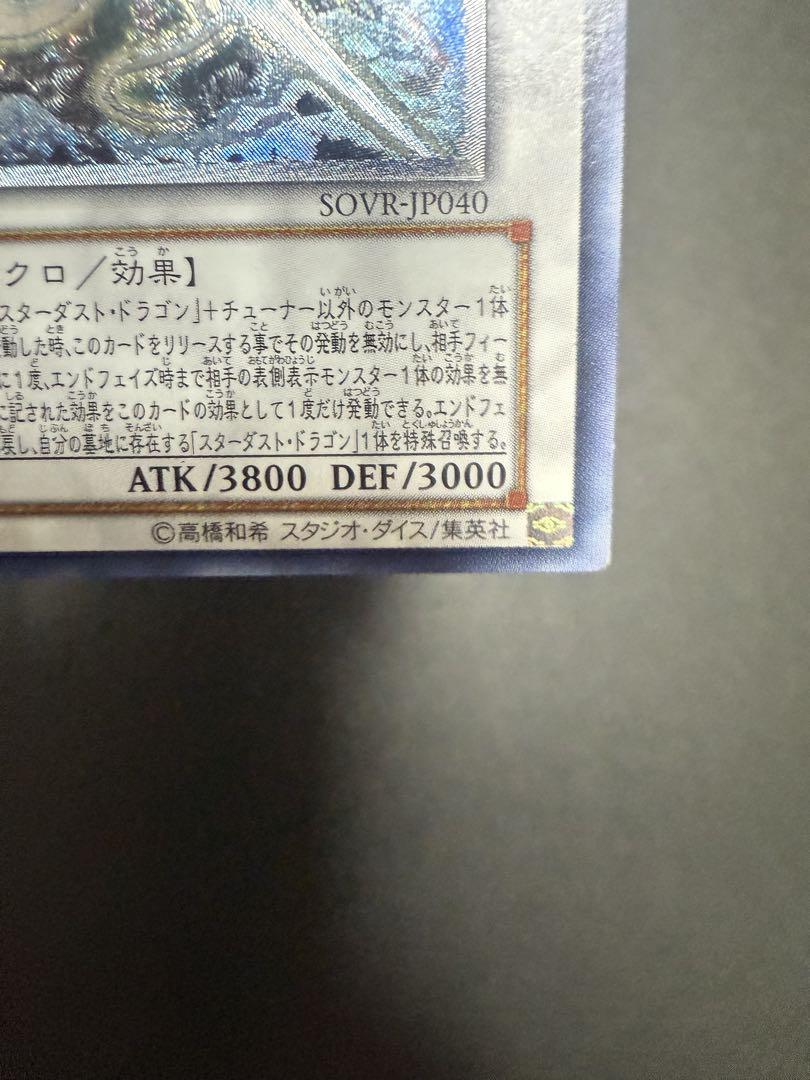 SOVR-JP040
クロ/効果】
スターダスト・ドラゴン」+チューナー以外のモンスター1体
動した時、このカードをリリースする事でその発動を無効にし、相手フィー
に1度、エンドフェイズ時まで相手の表側表示モンスター1体の効果を無
に記された効果をこのカードの効果として1度だけ発動できる。エンドフェ
戻し、自分の墓地に存在する「スターダスト・ドラゴン」1体を特殊召喚する。
ATK/3800 DEF/3000
©高橋和希 スタジオ・ダイス/集英社